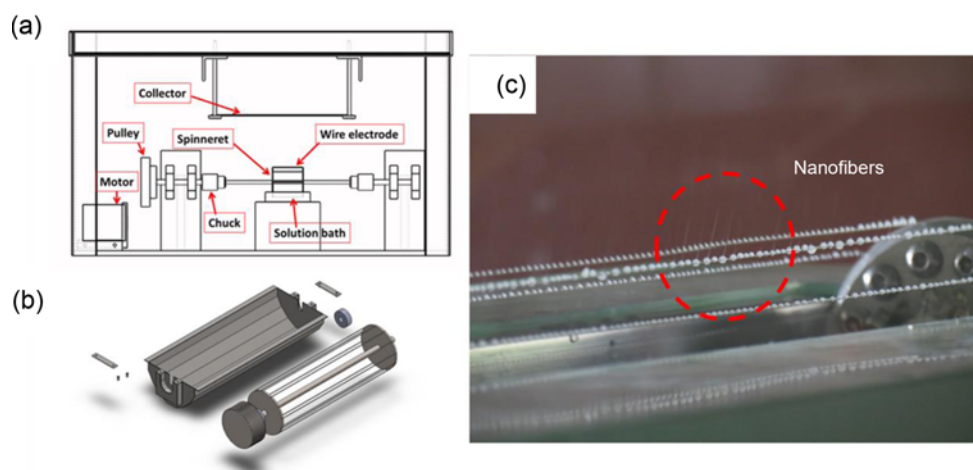 (a)
Collector
Pulley
Spinneret
Wire electrode
Motor
Chuck
Solution bath
(b)
(c)
Nanofibers